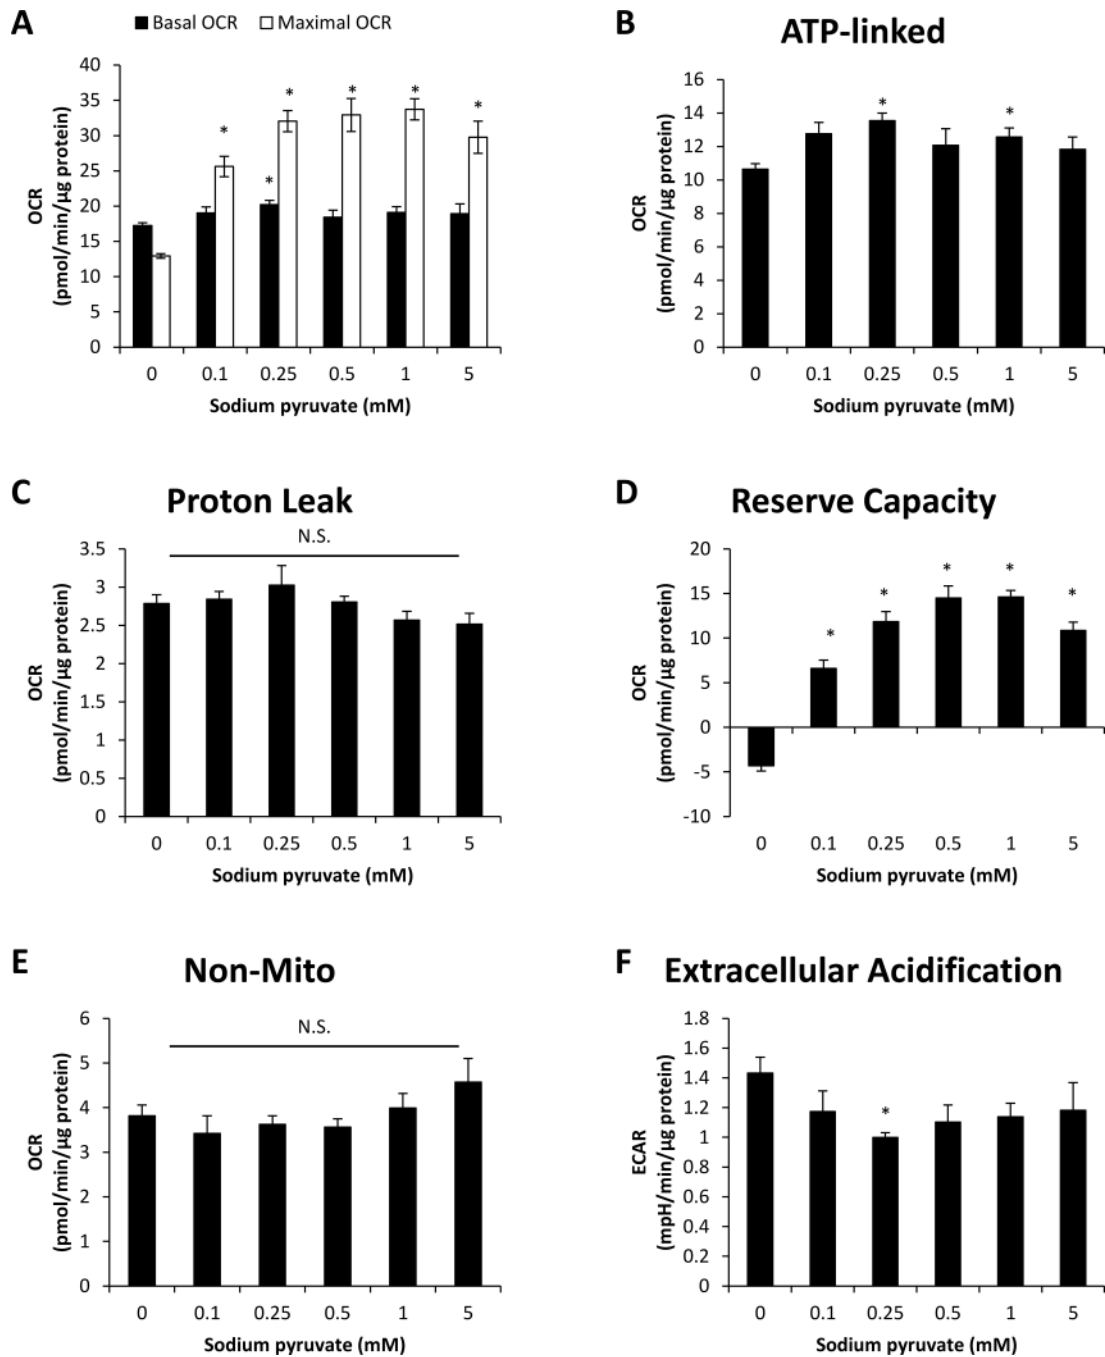 A
Basal OCR Maximal OCR
OCR
(pmol/min/µg protein)
40
35
30
25
20
15
10
5
0
* * * * * *
0 0.1 0.25 0.5 1 5
Sodium pyruvate (mM)
B
ATP-linked
OCR
(pmol/min/µg protein)
16
14
12
10
8
6
4
2
0
* *
0 0.1 0.25 0.5 1 5
Sodium pyruvate (mM)
C
Proton Leak
N.S.
OCR
(pmol/min/µg protein)
3.5
3
2.5
2
1.5
1
0.5
0
0 0.1 0.25 0.5 1 5
Sodium pyruvate (mM)
D
Reserve Capacity
OCR
(pmol/min/µg protein)
20
15
10
5
0
-5
-10
* * * * *
0 0.1 0.25 0.5 1 5
Sodium pyruvate (mM)
E
Non-Mito
N.S.
OCR
(pmol/min/µg protein)
6
5
4
3
2
1
0
0 0.1 0.25 0.5 1 5
Sodium pyruvate (mM)
F
Extracellular Acidification
ECAR
(mpH/min/µg protein)
1.8
1.6
1.4
1.2
1
0.8
0.6
0.4
0.2
0
*
0 0.1 0.25 0.5 1 5
Sodium pyruvate (mM)